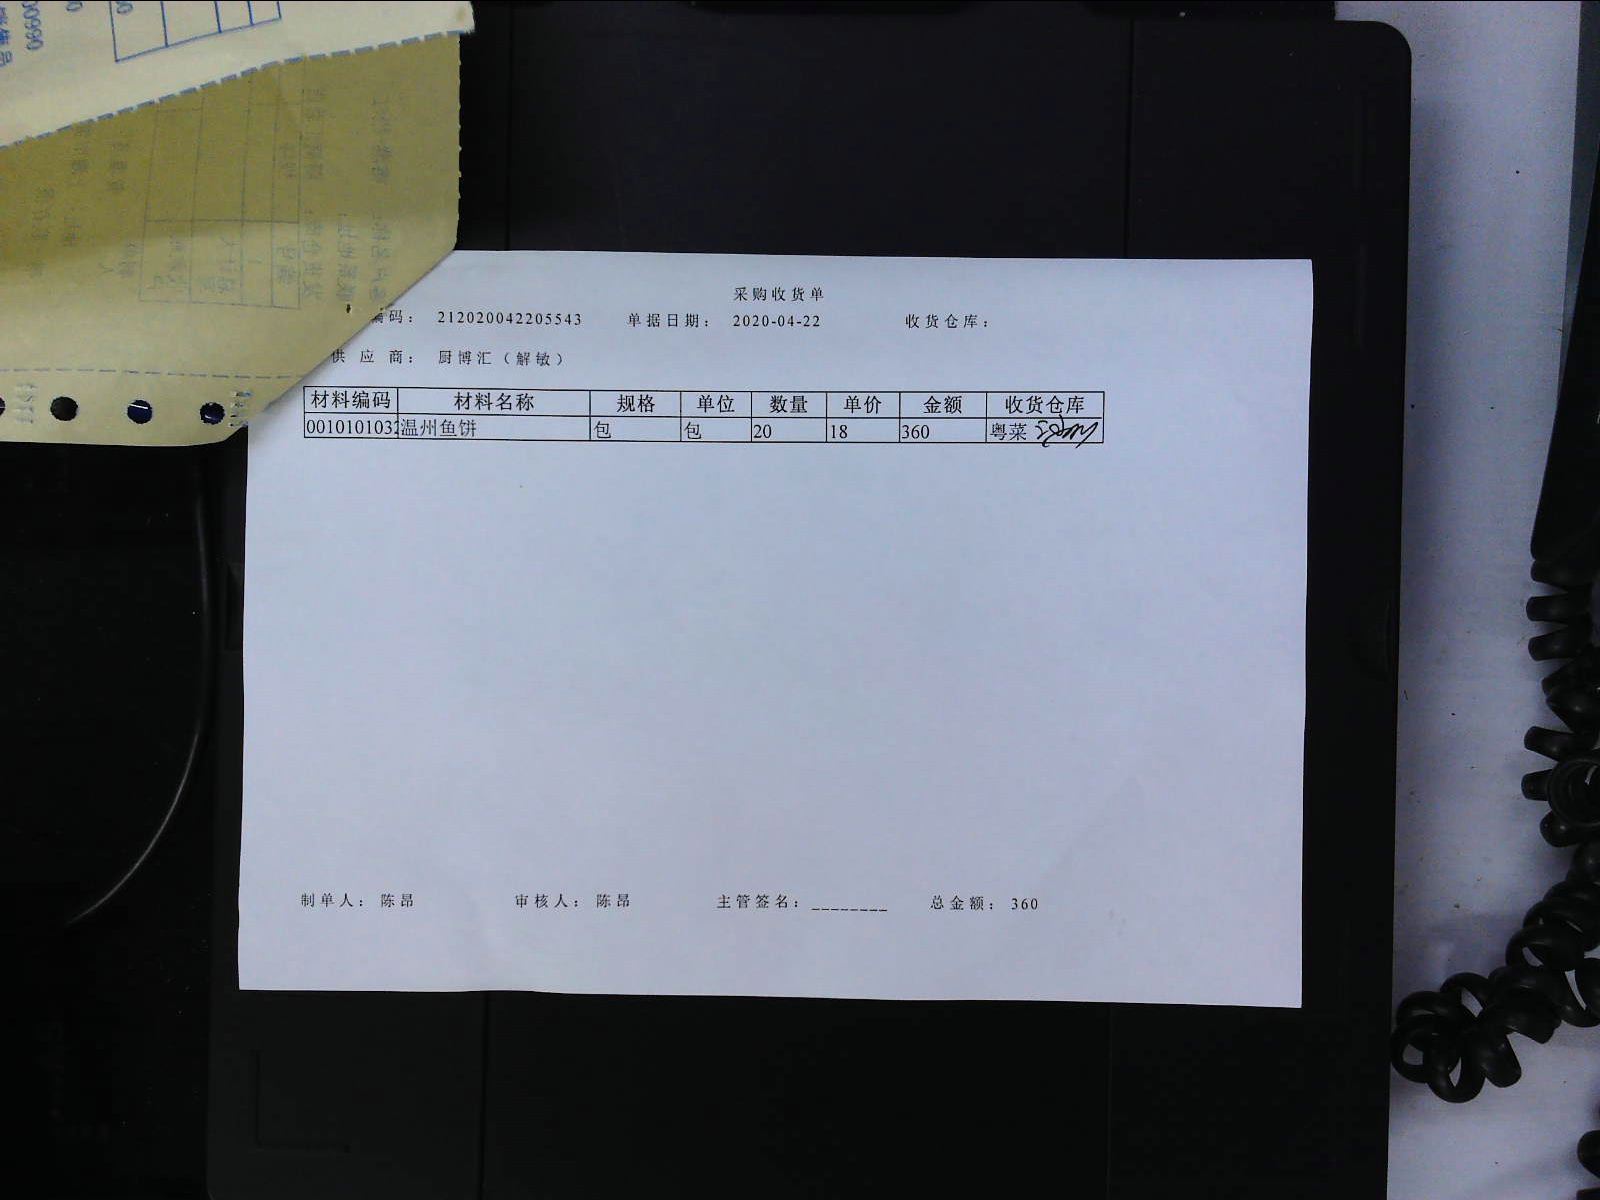 00990
采购收货单
编码： 212020042205543 单据日期： 2020-04-22 收货仓库：
供应商： 厨博汇（解敏）
材料编码 材料名称 规格 单位 数量 单价 金额 收货仓库
0010101032 温州鱼饼 包 包 20 18 360 粤菜
制单人： 陈昂 审核人： 陈昂 主管签名：________ 总金额： 360